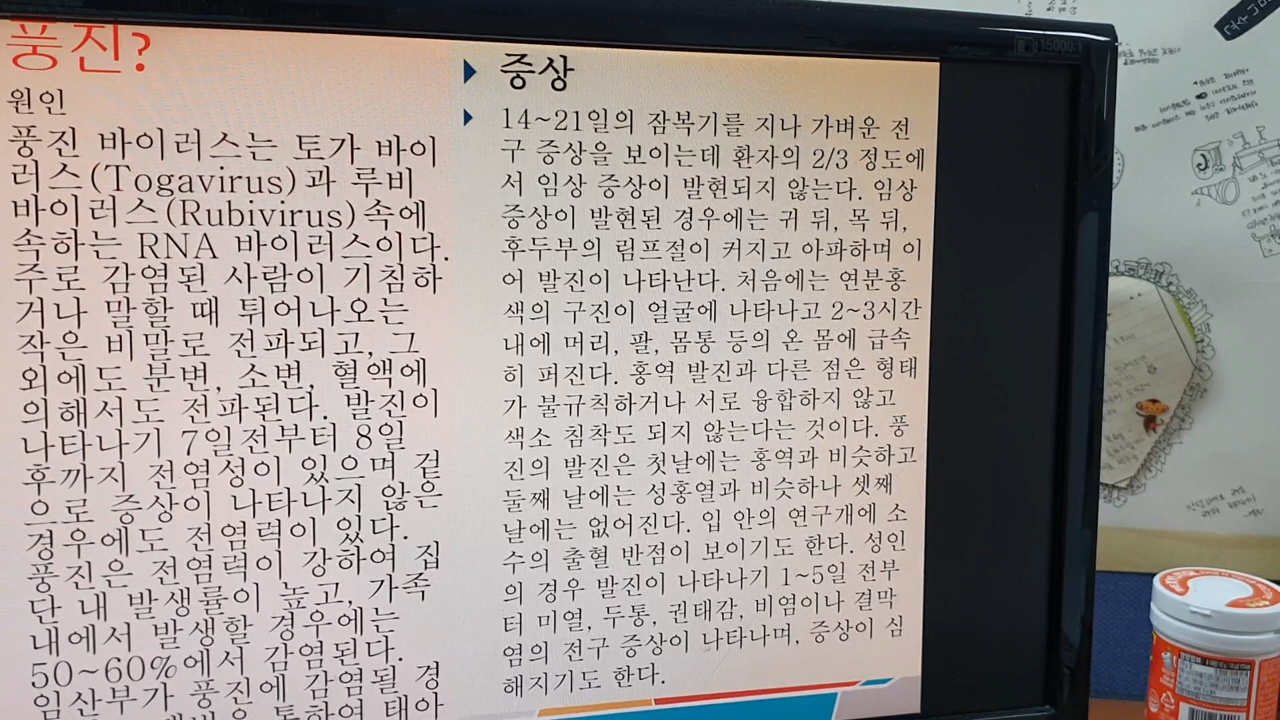 풍진?
원인
풍진 바이러스는 토가 바이
러스(Togavirus)과 루비
바이러스(Rubivirus)속에
속하는 RNA 바이러스이다.
주로 감염된 사람이 기침하
거나 말할 때 튀어나오는
작은 비말로 전파되고, 그
외에도 분변, 소변, 혈액에
의해서도 전파된다. 발진이
나타나기 7일전부터 8일
후까지 전염성이 있으며 겉
으로 증상이 나타나지 않은
경우에도 전염력이 있다.
풍진은 전염력이 강하여 집
단 내 발생률이 높고, 가족
내에서 발생할 경우에는
50~60%에서 감염된다.
임산부가 풍진에 감염될 경
통하여 태아
증상
14~21일의 잠복기를 지나 가벼운 전
구 증상을 보이는데 환자의 2/3 정도에
서 임상 증상이 발현되지 않는다. 임상
증상이 발현된 경우에는 귀 뒤, 목 뒤,
후두부의 림프절이 커지고 아파하며 이
어 발진이 나타난다. 처음에는 연분홍
색의 구진이 얼굴에 나타나고 2~3시간
내에 머리, 팔, 몸통 등의 온 몸에 급속
히 퍼진다. 홍역 발진과 다른 점은 형태
가 불규칙하거나 서로 융합하지 않고
색소 침착도 되지 않는다는 것이다. 풍
진의 발진은 첫날에는 홍역과 비슷하고
둘째 날에는 성홍열과 비슷하나 셋째
날에는 없어진다. 입 안의 연구개에 소
수의 출혈 반점이 보이기도 한다. 성인
의 경우 발진이 나타나기 1~5일 전부
터 미열, 두통, 권태감, 비염이나 결막
염의 전구 증상이 나타나며, 증상이 심
해지기도 한다.
15000:1